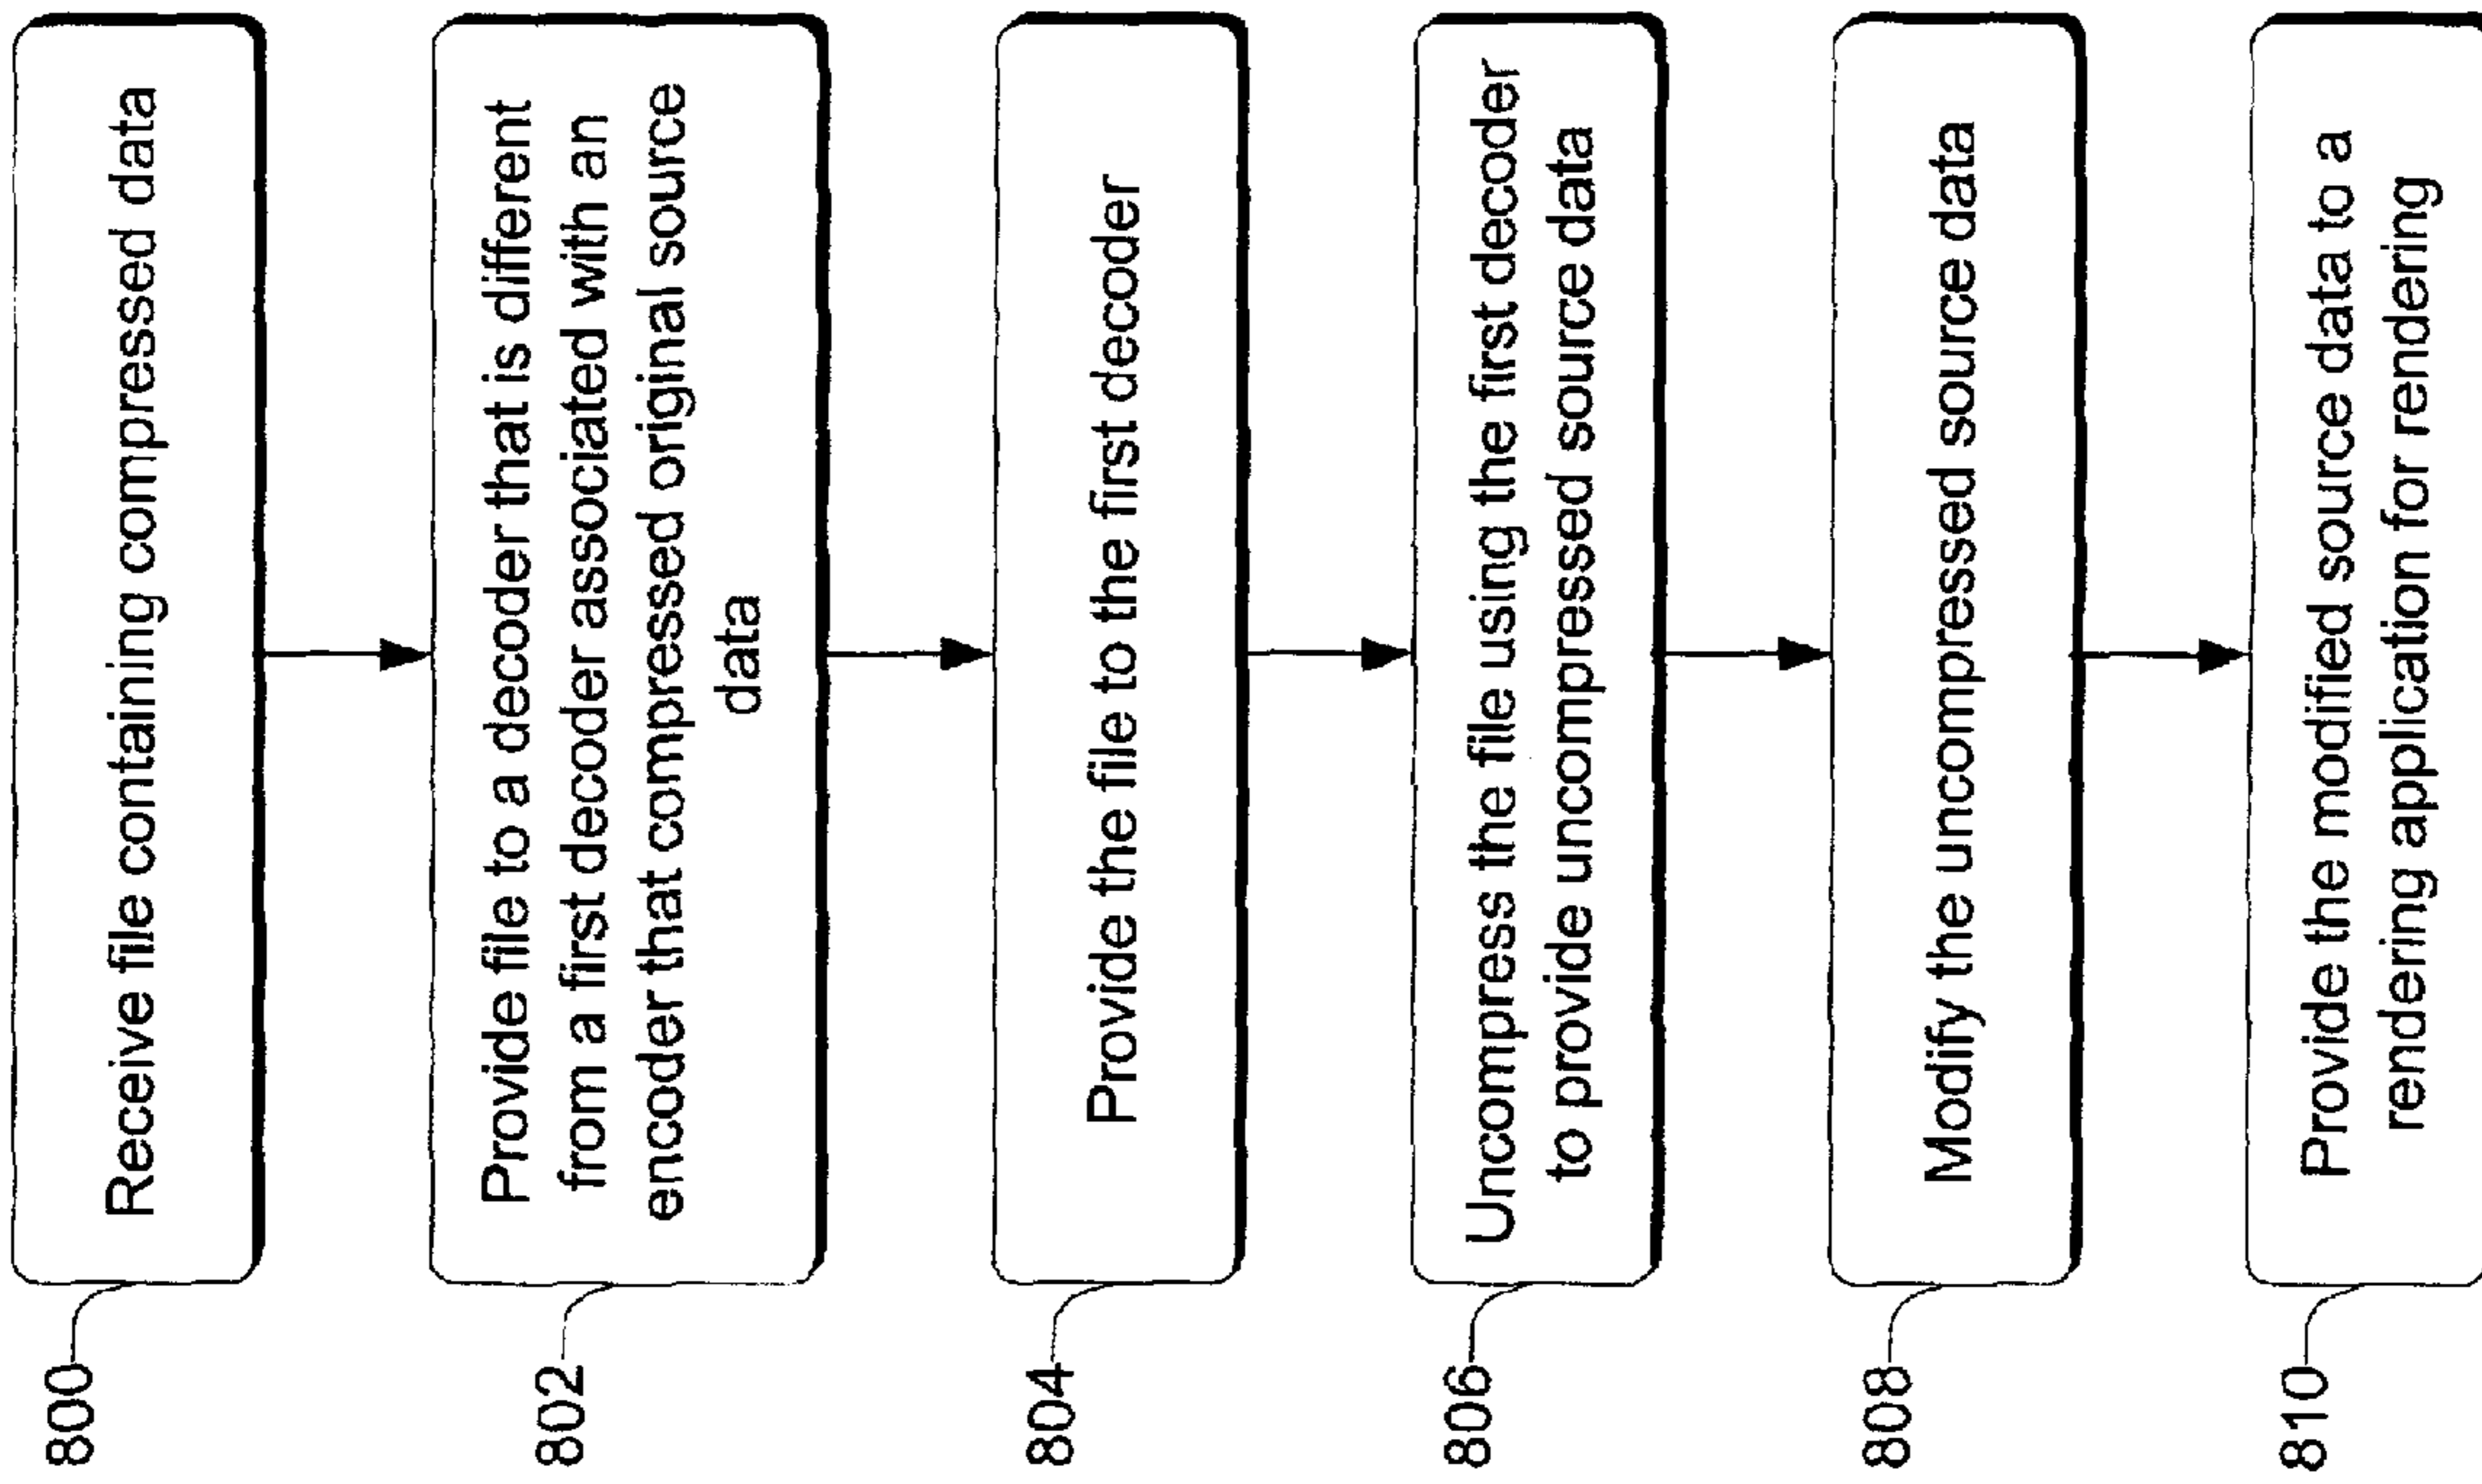 800
Receive file containing compressed data
802
Provide file to a decoder that is different
from a first decoder associated with an
encoder that compressed original source
data
804
Provide the file to the first decoder
806
Uncompress the file using the first decoder
to provide uncompressed source data
808
Modify the uncompressed source data
810
Provide the modified source data to a
rendering application for rendering